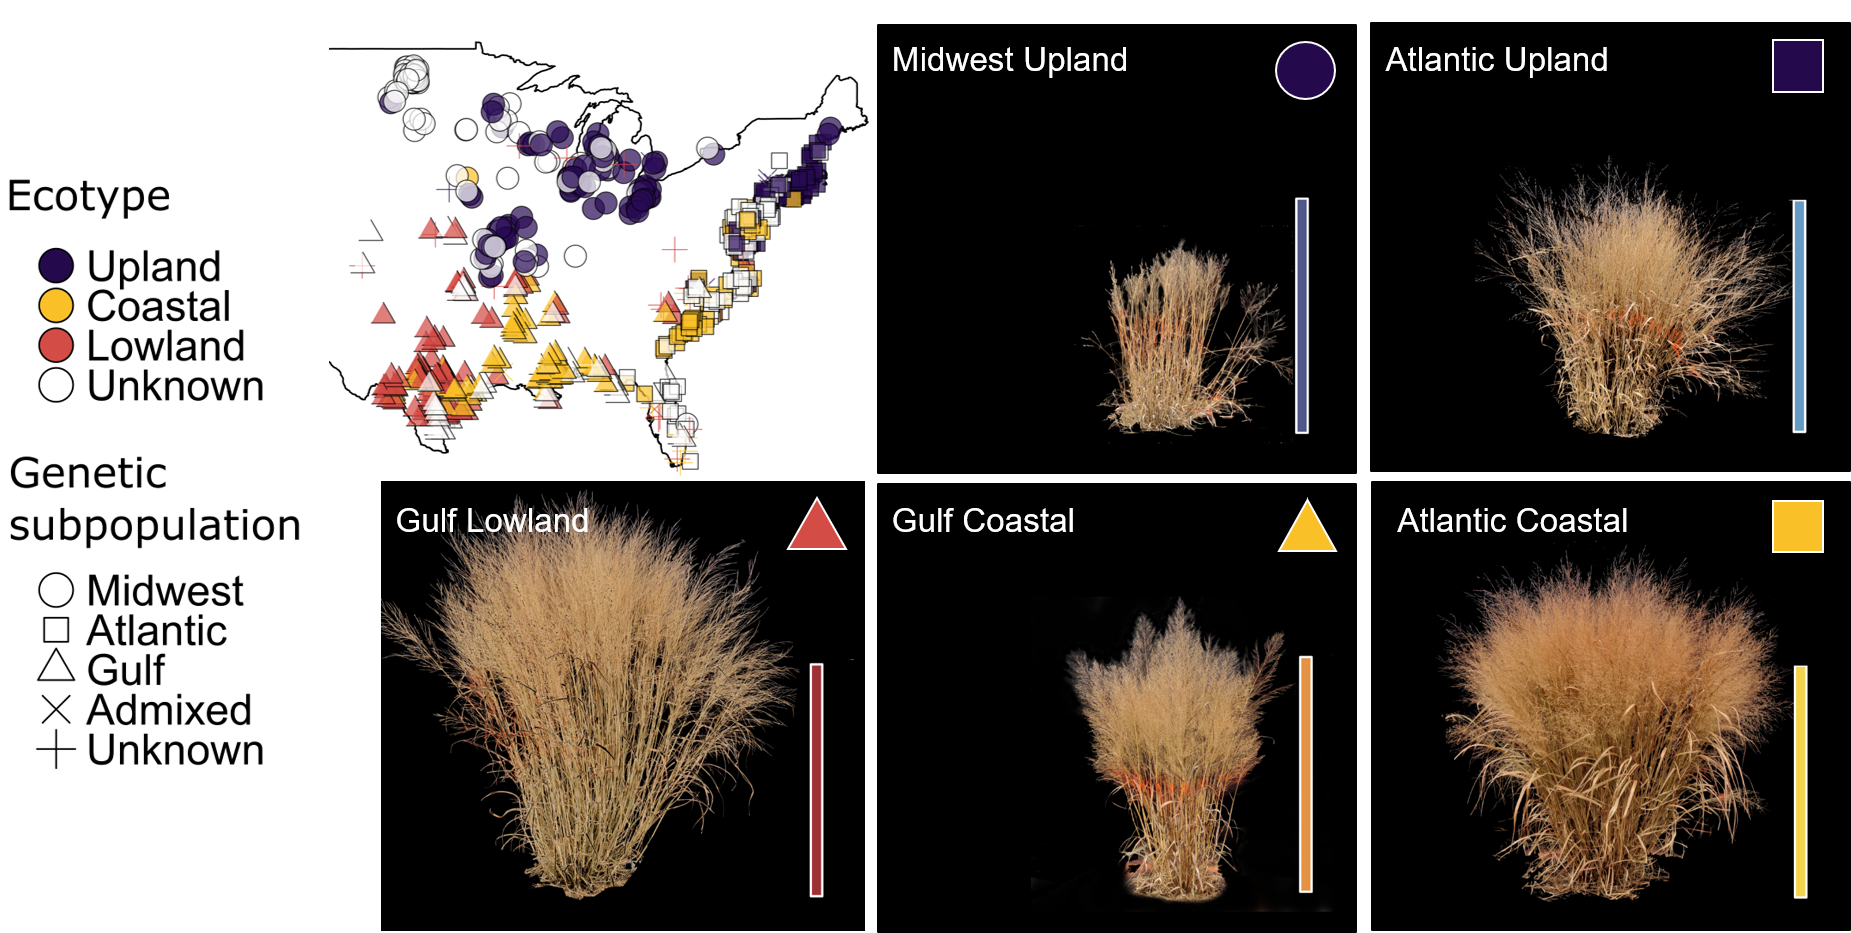 Ecotype
Upland
Coastal
Lowland
Unknown
Genetic
subpopulation
Midwest
Atlantic
Gulf
Admixed
Unknown
Midwest Upland
Atlantic Upland
Gulf Lowland
Gulf Coastal
Atlantic Coastal